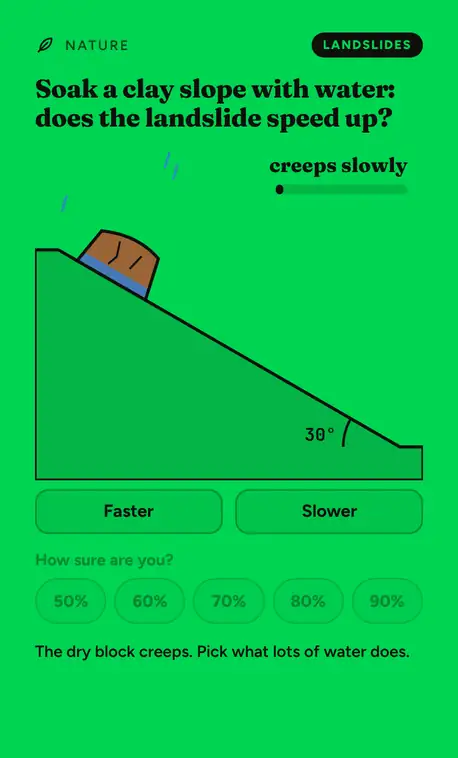 NATURE
LANDSLIDES
Soak a clay slope with water:
does the landslide speed up?
creeps slowly
30°
Faster
Slower
How sure are you?
50%
60%
70%
80%
90%
The dry block creeps. Pick what lots of water does.